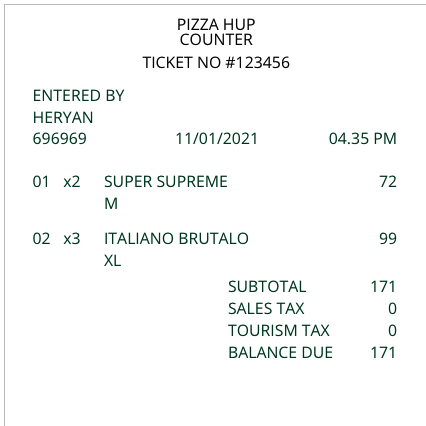 PIZZA HUP
COUNTER
TICKET NO #123456
ENTERED BY
HERYAN
696969 11/01/2021 04.35 PM
01 x2 SUPER SUPREME 72
M
02 x3 ITALIANO BRUTALO 99
XL
SUBTOTAL 171
SALES TAX 0
TOURISM TAX 0
BALANCE DUE 171